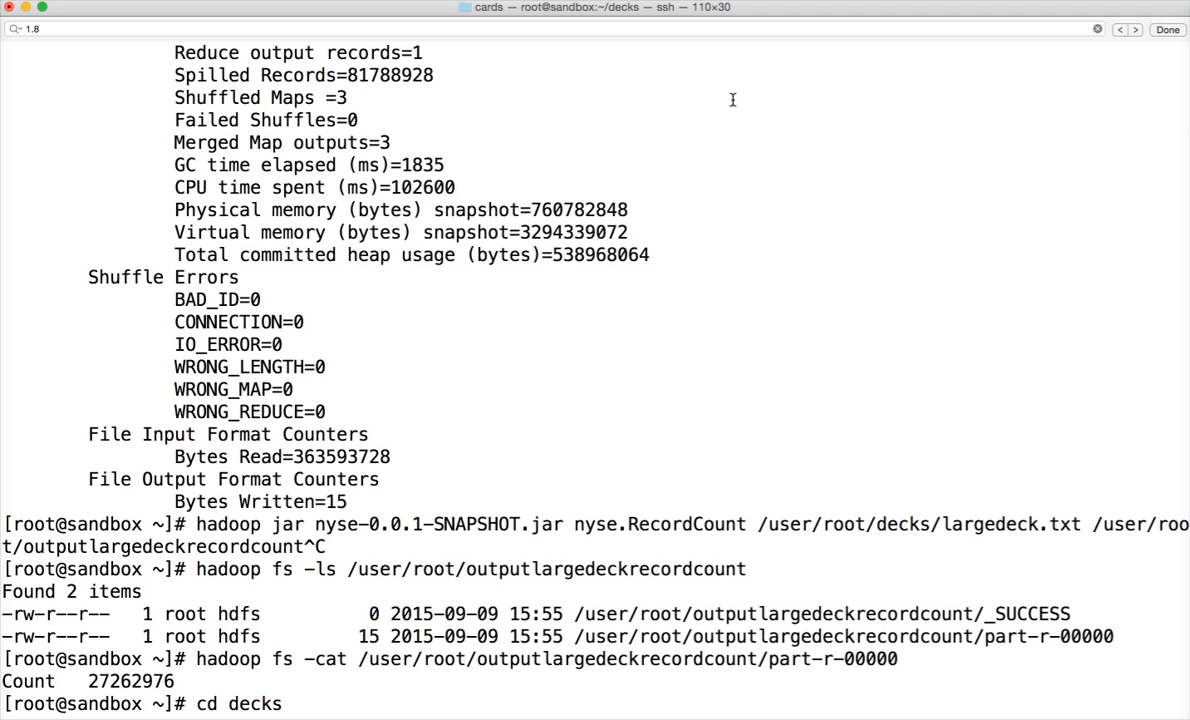 cards — root@sandbox:~/decks — ssh — 110×30
1.8
< > Done
Reduce output records=1
Spilled Records=81788928
Shuffled Maps =3
Failed Shuffles=0
Merged Map outputs=3
GC time elapsed (ms)=1835
CPU time spent (ms)=102600
Physical memory (bytes) snapshot=760782848
Virtual memory (bytes) snapshot=3294339072
Total committed heap usage (bytes)=538968064
Shuffle Errors
BAD_ID=0
CONNECTION=0
IO_ERROR=0
WRONG_LENGTH=0
WRONG_MAP=0
WRONG_REDUCE=0
File Input Format Counters
Bytes Read=363593728
File Output Format Counters
Bytes Written=15
[root@sandbox ~]# hadoop jar nyse-0.0.1-SNAPSHOT.jar nyse.RecordCount /user/root/decks/largedeck.txt /user/roo
t/outputlargedeckrecordcount^C
[root@sandbox ~]# hadoop fs -ls /user/root/outputlargedeckrecordcount
Found 2 items
-rw-r--r--   1 root hdfs          0 2015-09-09 15:55 /user/root/outputlargedeckrecordcount/_SUCCESS
-rw-r--r--   1 root hdfs         15 2015-09-09 15:55 /user/root/outputlargedeckrecordcount/part-r-00000
[root@sandbox ~]# hadoop fs -cat /user/root/outputlargedeckrecordcount/part-r-00000
Count   27262976
[root@sandbox ~]# cd decks